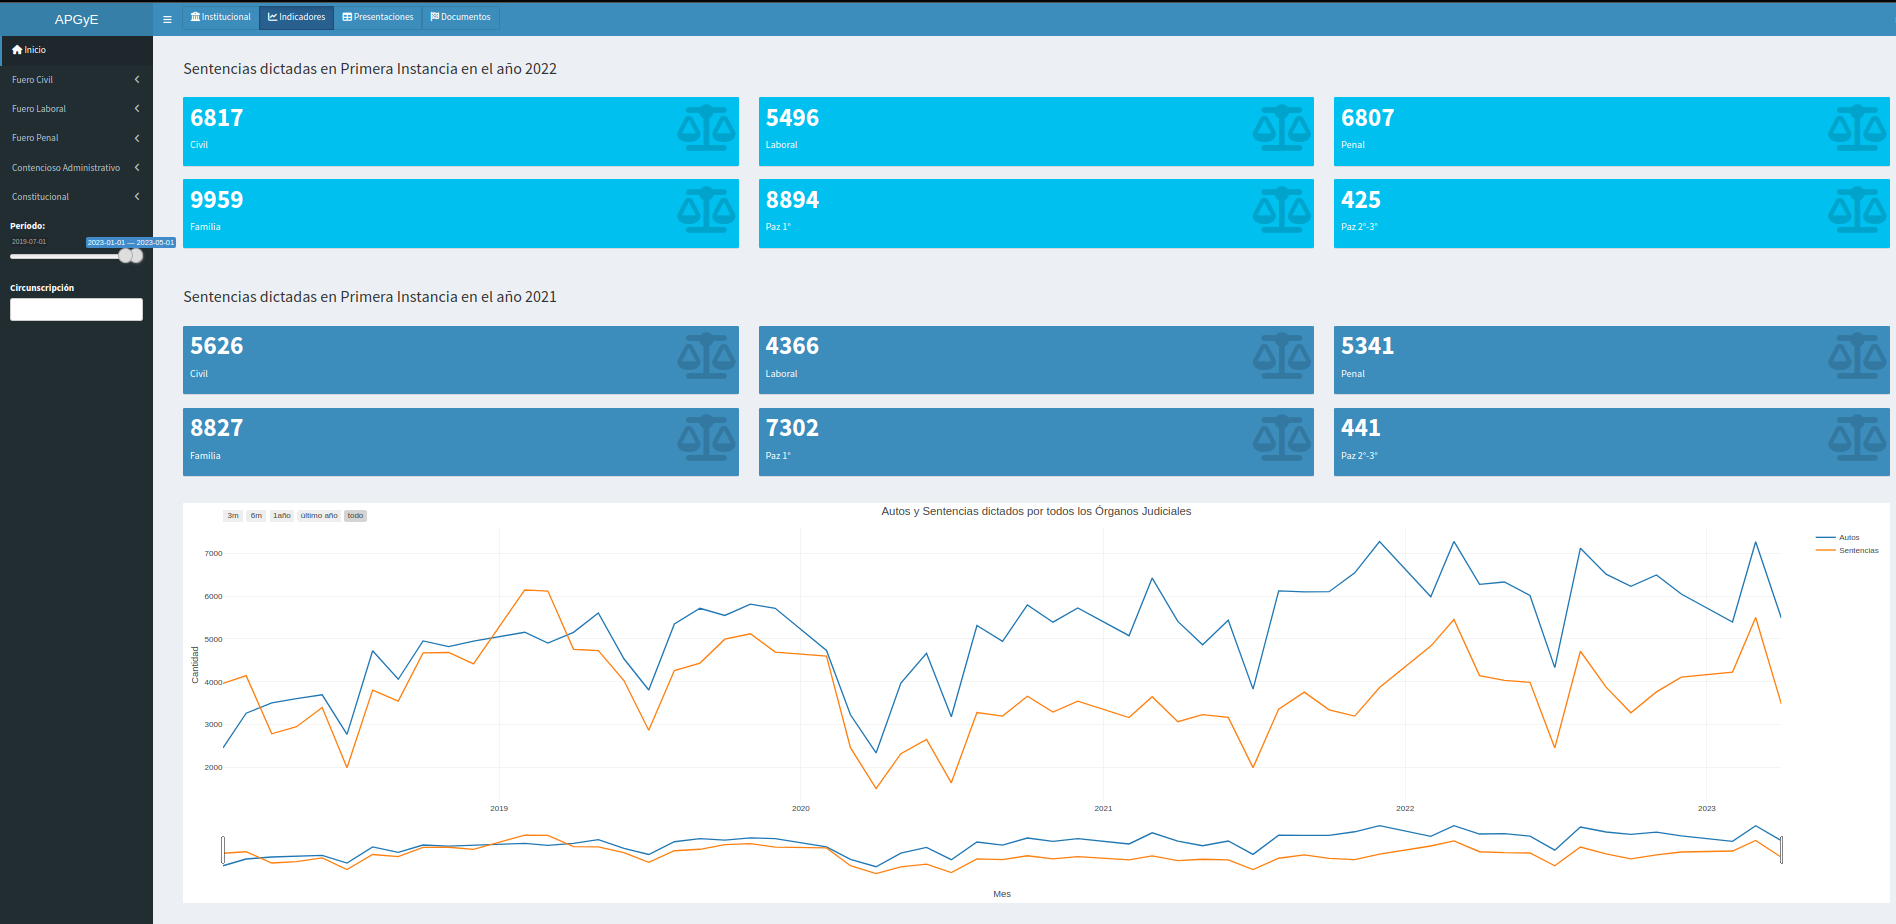 APGyE
Institucional
Indicadores
Presentaciones
Documentos
Inicio
Fuero Civil
Fuero Laboral
Fuero Penal
Contencioso Administrativo
Constitucional
Período:
2019-07-01
2023-01-01 — 2023-05-01
Circunscripción
Sentencias dictadas en Primera Instancia en el año 2022
6817
Civil
5496
Laboral
6807
Penal
9959
Familia
8894
Paz 1°
425
Paz 2°-3°
Sentencias dictadas en Primera Instancia en el año 2021
5626
Civil
4366
Laboral
5341
Penal
8827
Familia
7302
Paz 1°
441
Paz 2°-3°
Autos y Sentencias dictados por todos los Órganos Judiciales
3m 6m 1año último año todo
Autos
Sentencias
Cantidad
7000
6000
5000
4000
3000
2000
2019 2020 2021 2022 2023
Mes